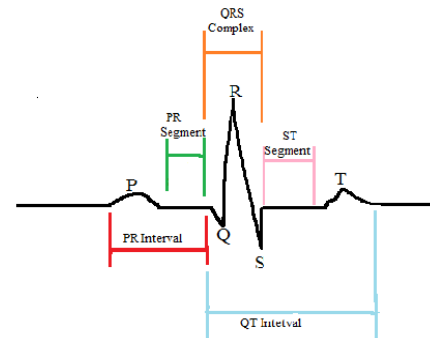 QRS
Complex
R
PR
Segment
ST
Segment
P
T
Q
PR Interval
S
QT Intetval